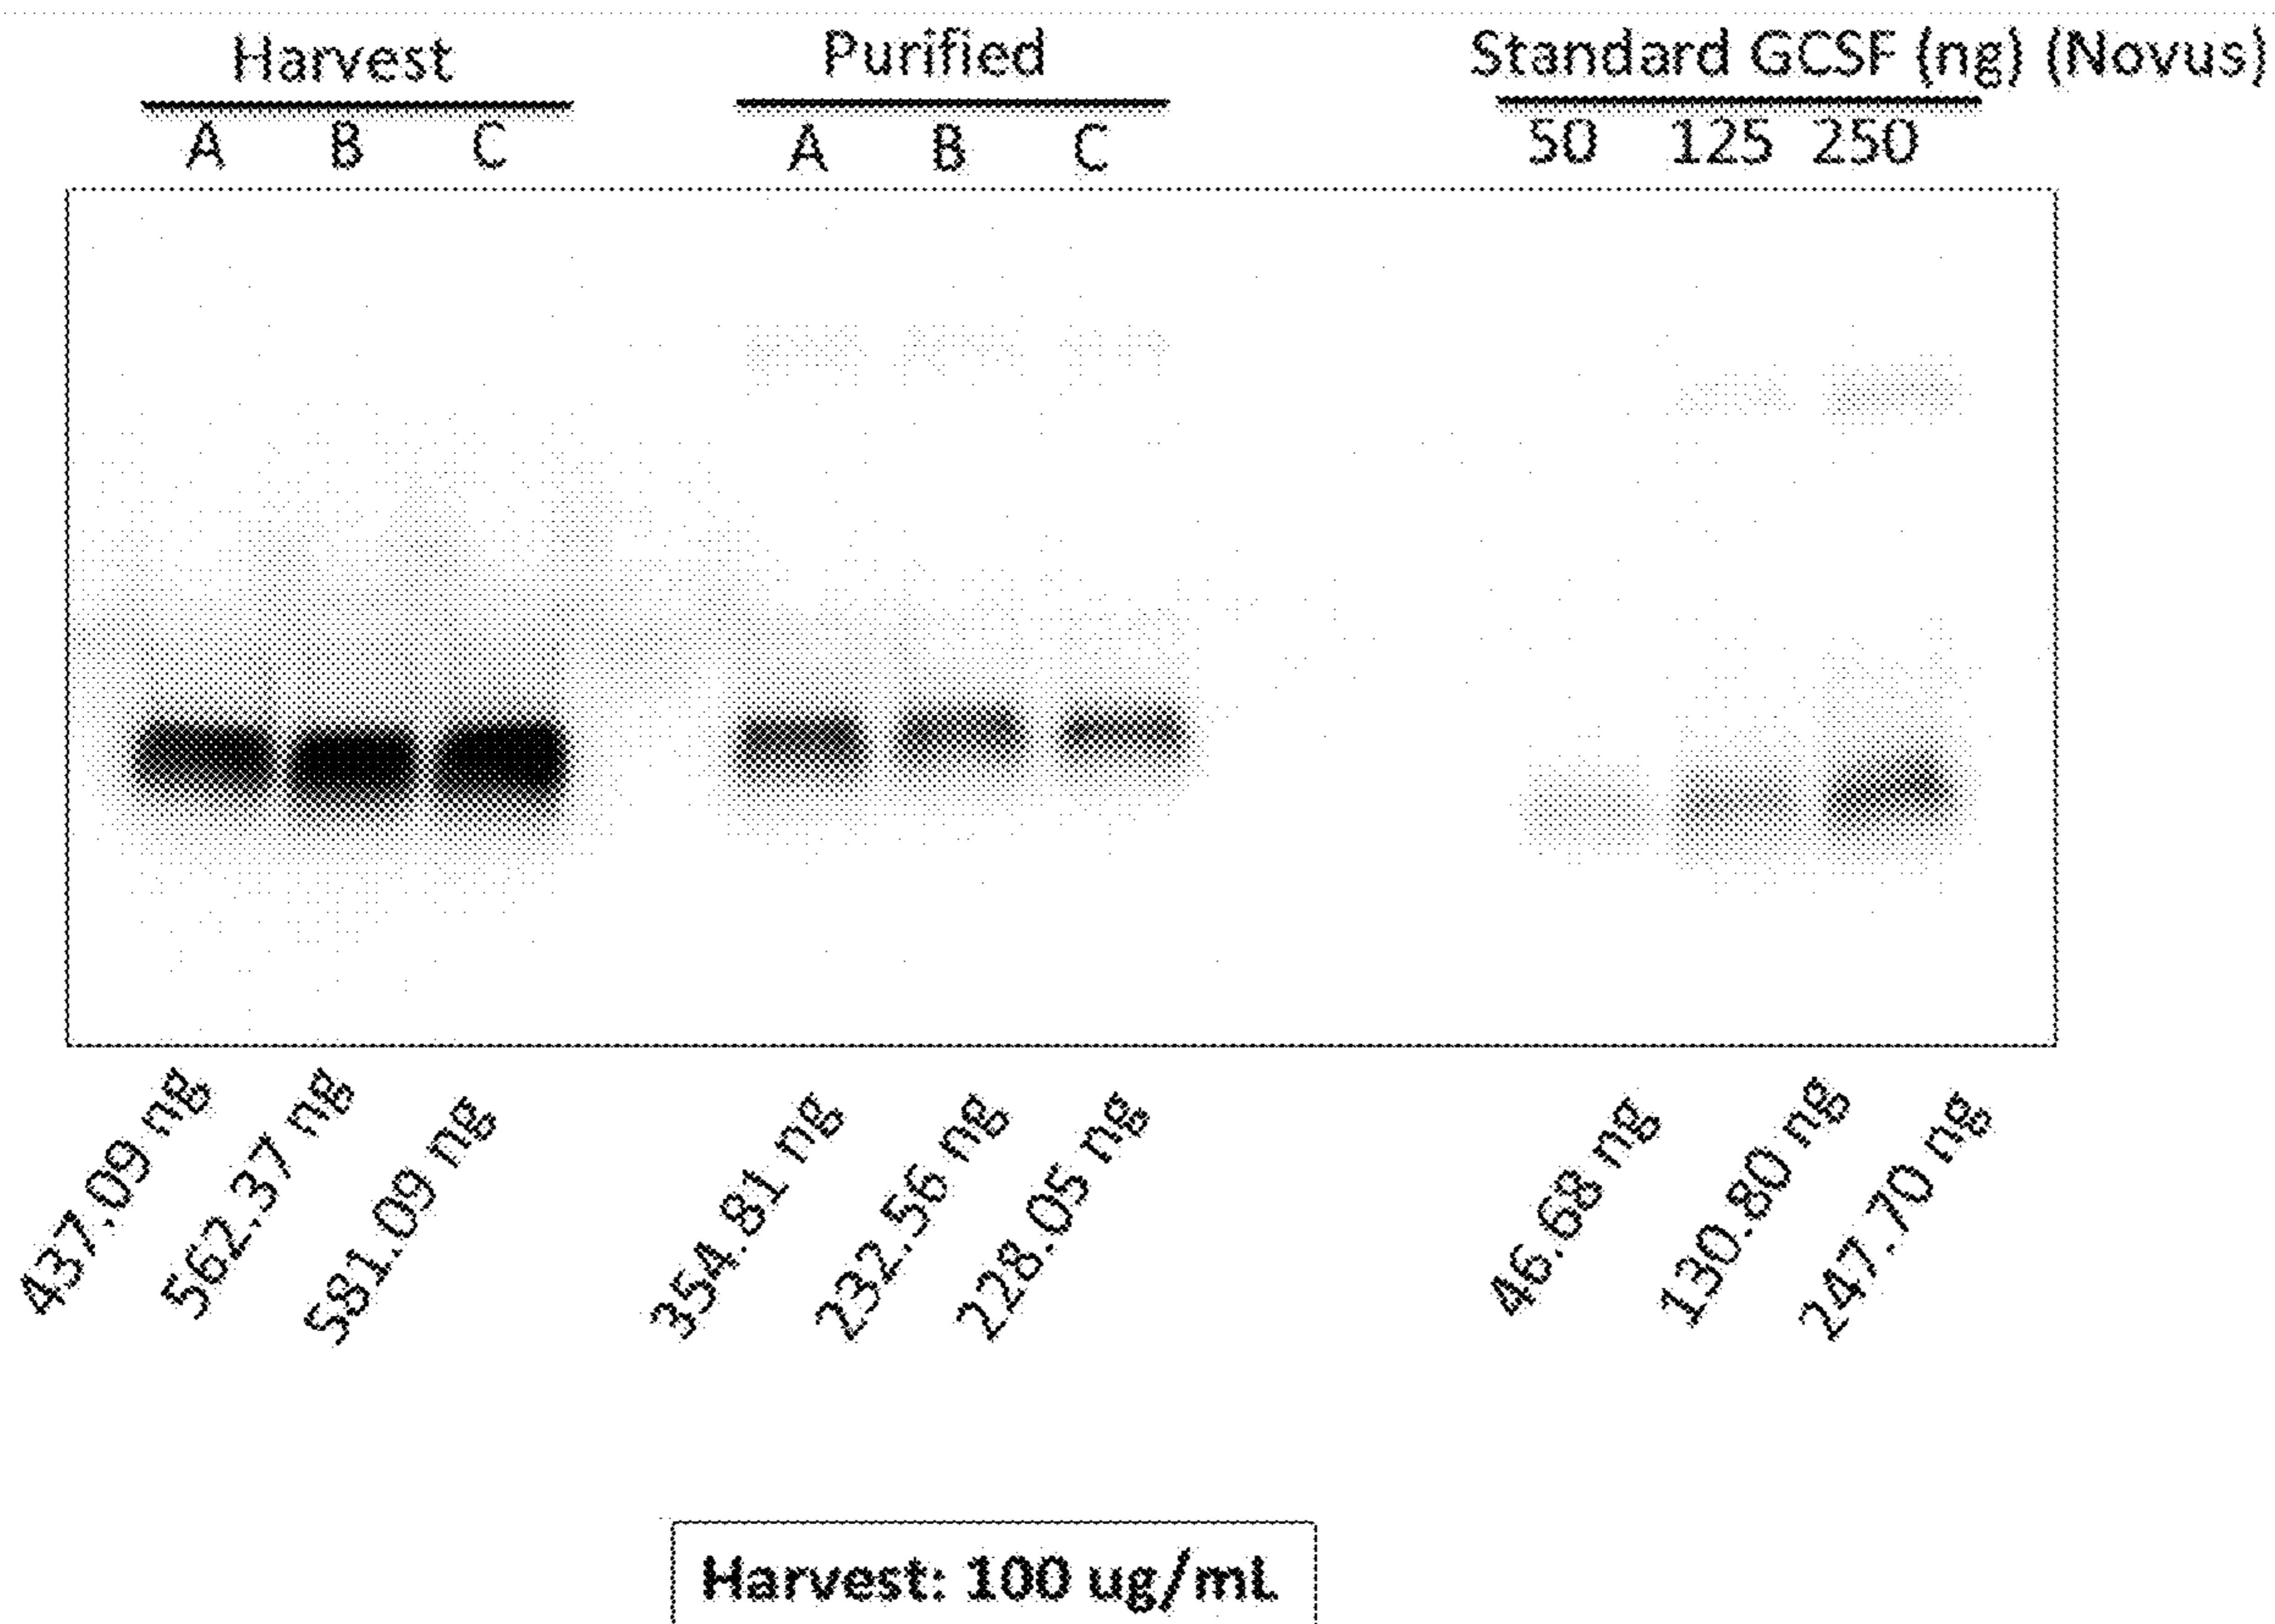 Harvest Purified Standard GCSF (ng) (Novus)
A B C A B C 50 125 250
437.09 ng 562.37 ng 581.09 ng 354.81 ng 232.56 ng 228.05 ng 46.68 ng 130.80 ng 247.70 ng
Harvest: 100 ug/mL